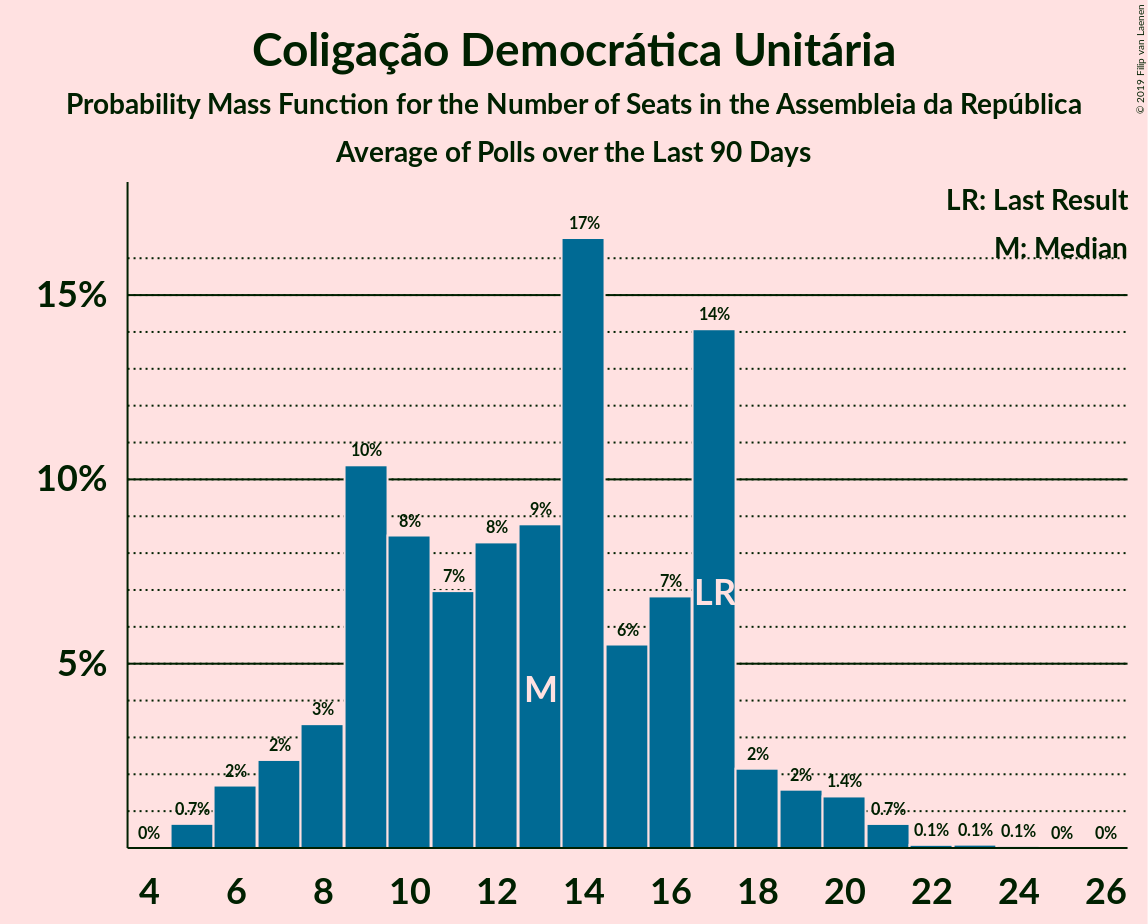 Coligação Democrática Unitária
Probability Mass Function for the Number of Seats in the Assembleia da República
Average of Polls over the Last 90 Days
© 2019 Filip van Laenen
LR: Last Result
M: Median
15%
10%
5%
0%
0.7%
2%
2%
3%
10%
8%
7%
8%
9%
17%
6%
7%
14%
2%
2%
1.4%
0.7%
0.1%
0.1%
0.1%
0%
0%
M
LR
4 6 8 10 12 14 16 18 20 22 24 26